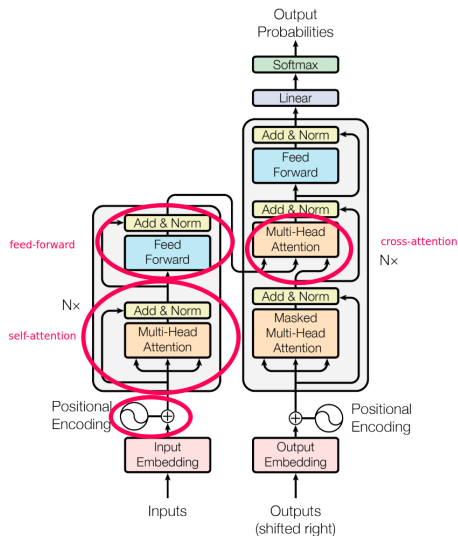 Output
Probabilities
Softmax
Linear
Add & Norm
Feed
Forward
Add & Norm
Multi-Head
Attention
cross-attention
N×
Add & Norm
Masked
Multi-Head
Attention
Add & Norm
feed-forward
Feed
Forward
N×
Add & Norm
self-attention
Multi-Head
Attention
Positional
Encoding
Positional
Encoding
Input
Embedding
Output
Embedding
Inputs
Outputs
(shifted right)